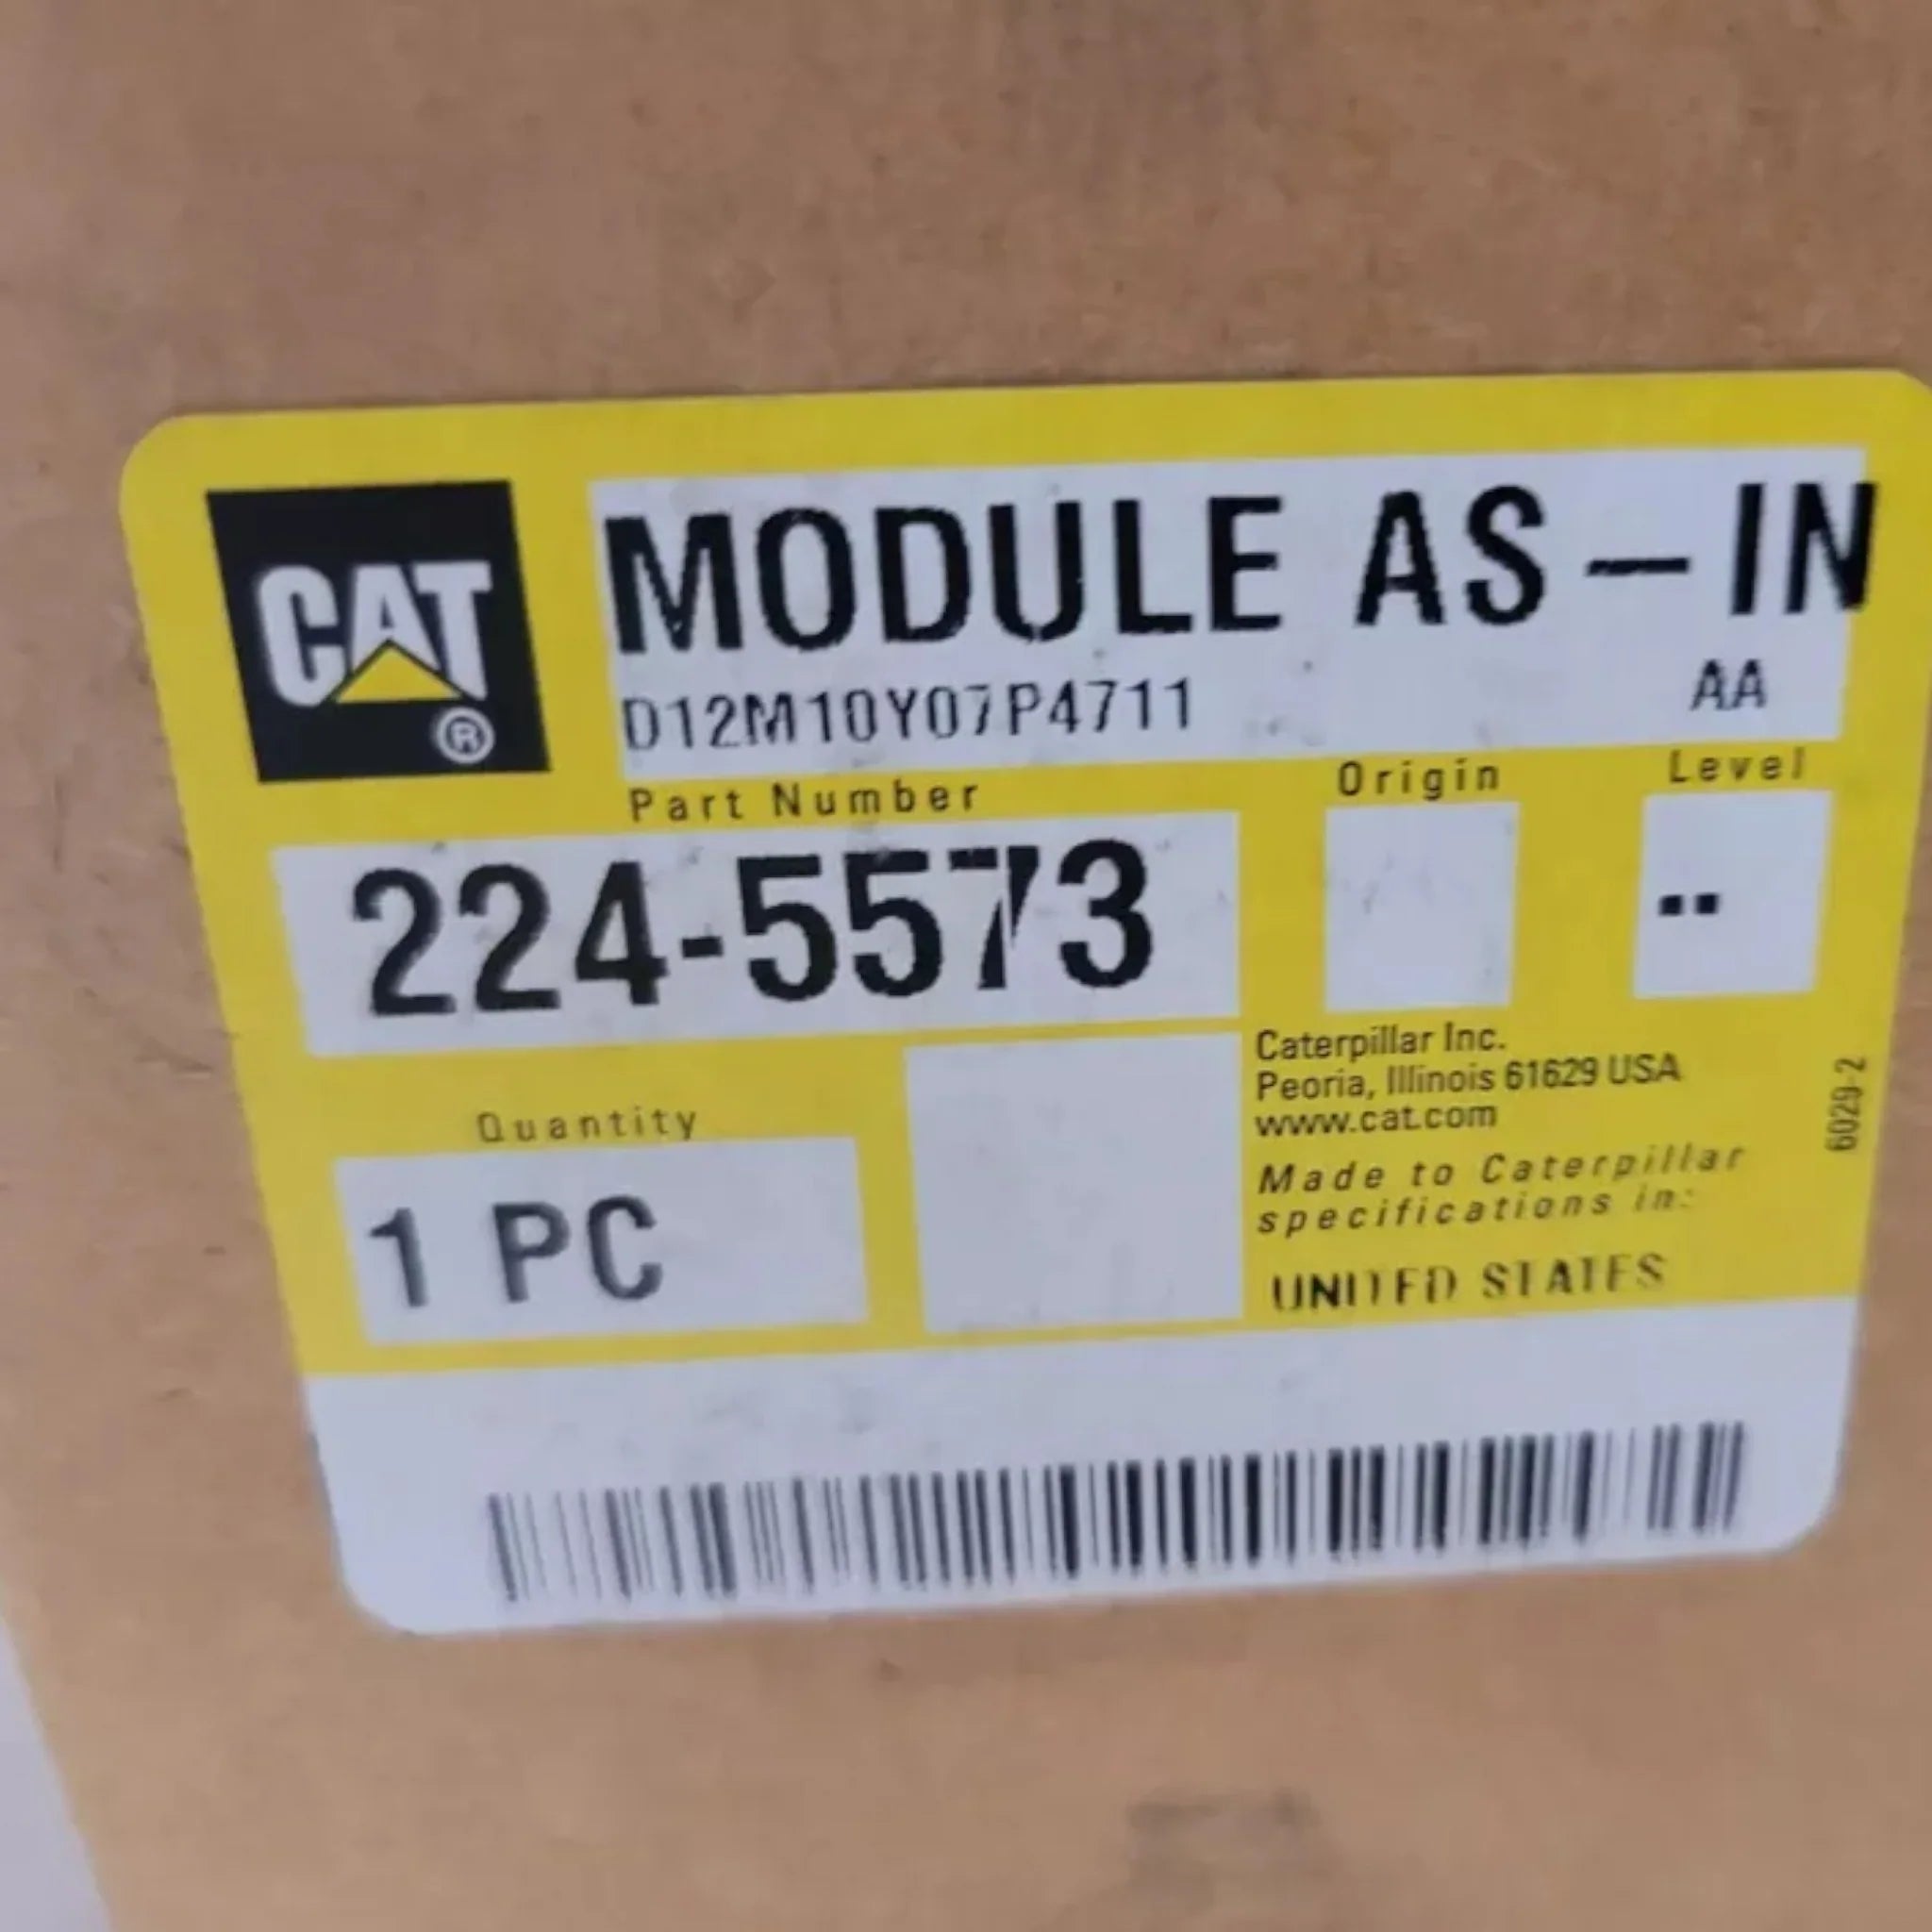 CAT®
MODULE AS-IN
D12M10Y07P4711 AA
Part Number Origin Level
224-5573 --
Quantity
1 PC
Caterpillar Inc.
Peoria, Illinois 61629 USA
www.cat.com
Made to Caterpillar
specifications in:
UNITED STATES
6029-2